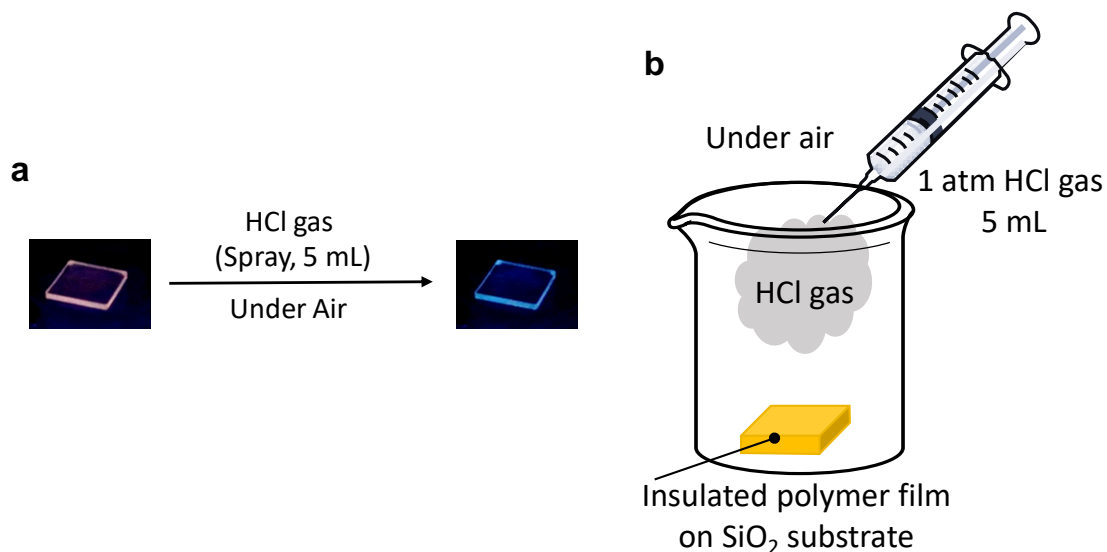 a
HCl gas
(Spray, 5 mL)
Under Air
b
Under air
1 atm HCl gas
5 mL
HCl gas
Insulated polymer film
on SiO₂ substrate